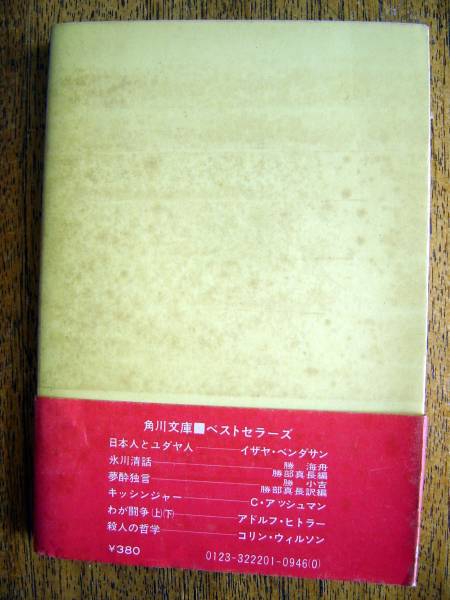 角川文庫■ベストセラーズ
日本人とユダヤ人──イザヤ・ベンダサン
氷川清話──勝 海舟
勝部真長編
夢酔独言──勝 小吉
勝部真長訳編
キッシンジャー──C・アッシュマン
わが闘争(上)(下)──アドルフ・ヒトラー
殺人の哲学──コリン・ウィルソン
¥380
0123-322201-0946(0)